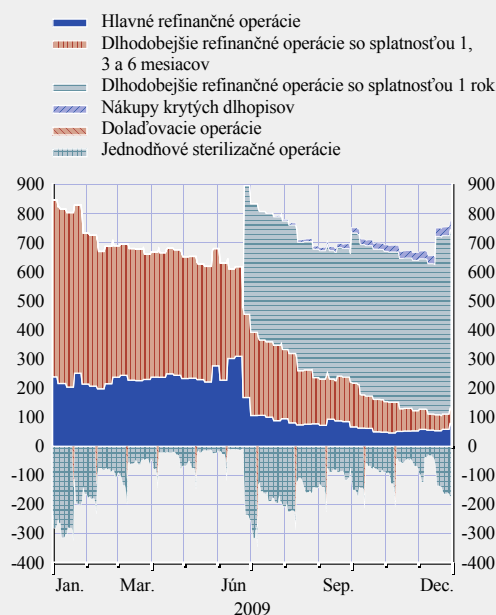 Hlavné refinančné operácie
Dlhodobejšie refinančné operácie so splatnosťou 1,
3 a 6 mesiacov
Dlhodobejšie refinančné operácie so splatnosťou 1 rok
Nákupy krytých dlhopisov
Dolaďovacie operácie
Jednodňové sterilizačné operácie
900 900
800 800
700 700
600 600
500 500
400 400
300 300
200 200
100 100
0 0
-100 -100
-200 -200
-300 -300
-400 -400
Jan. Mar. Jún Sep. Dec.
2009